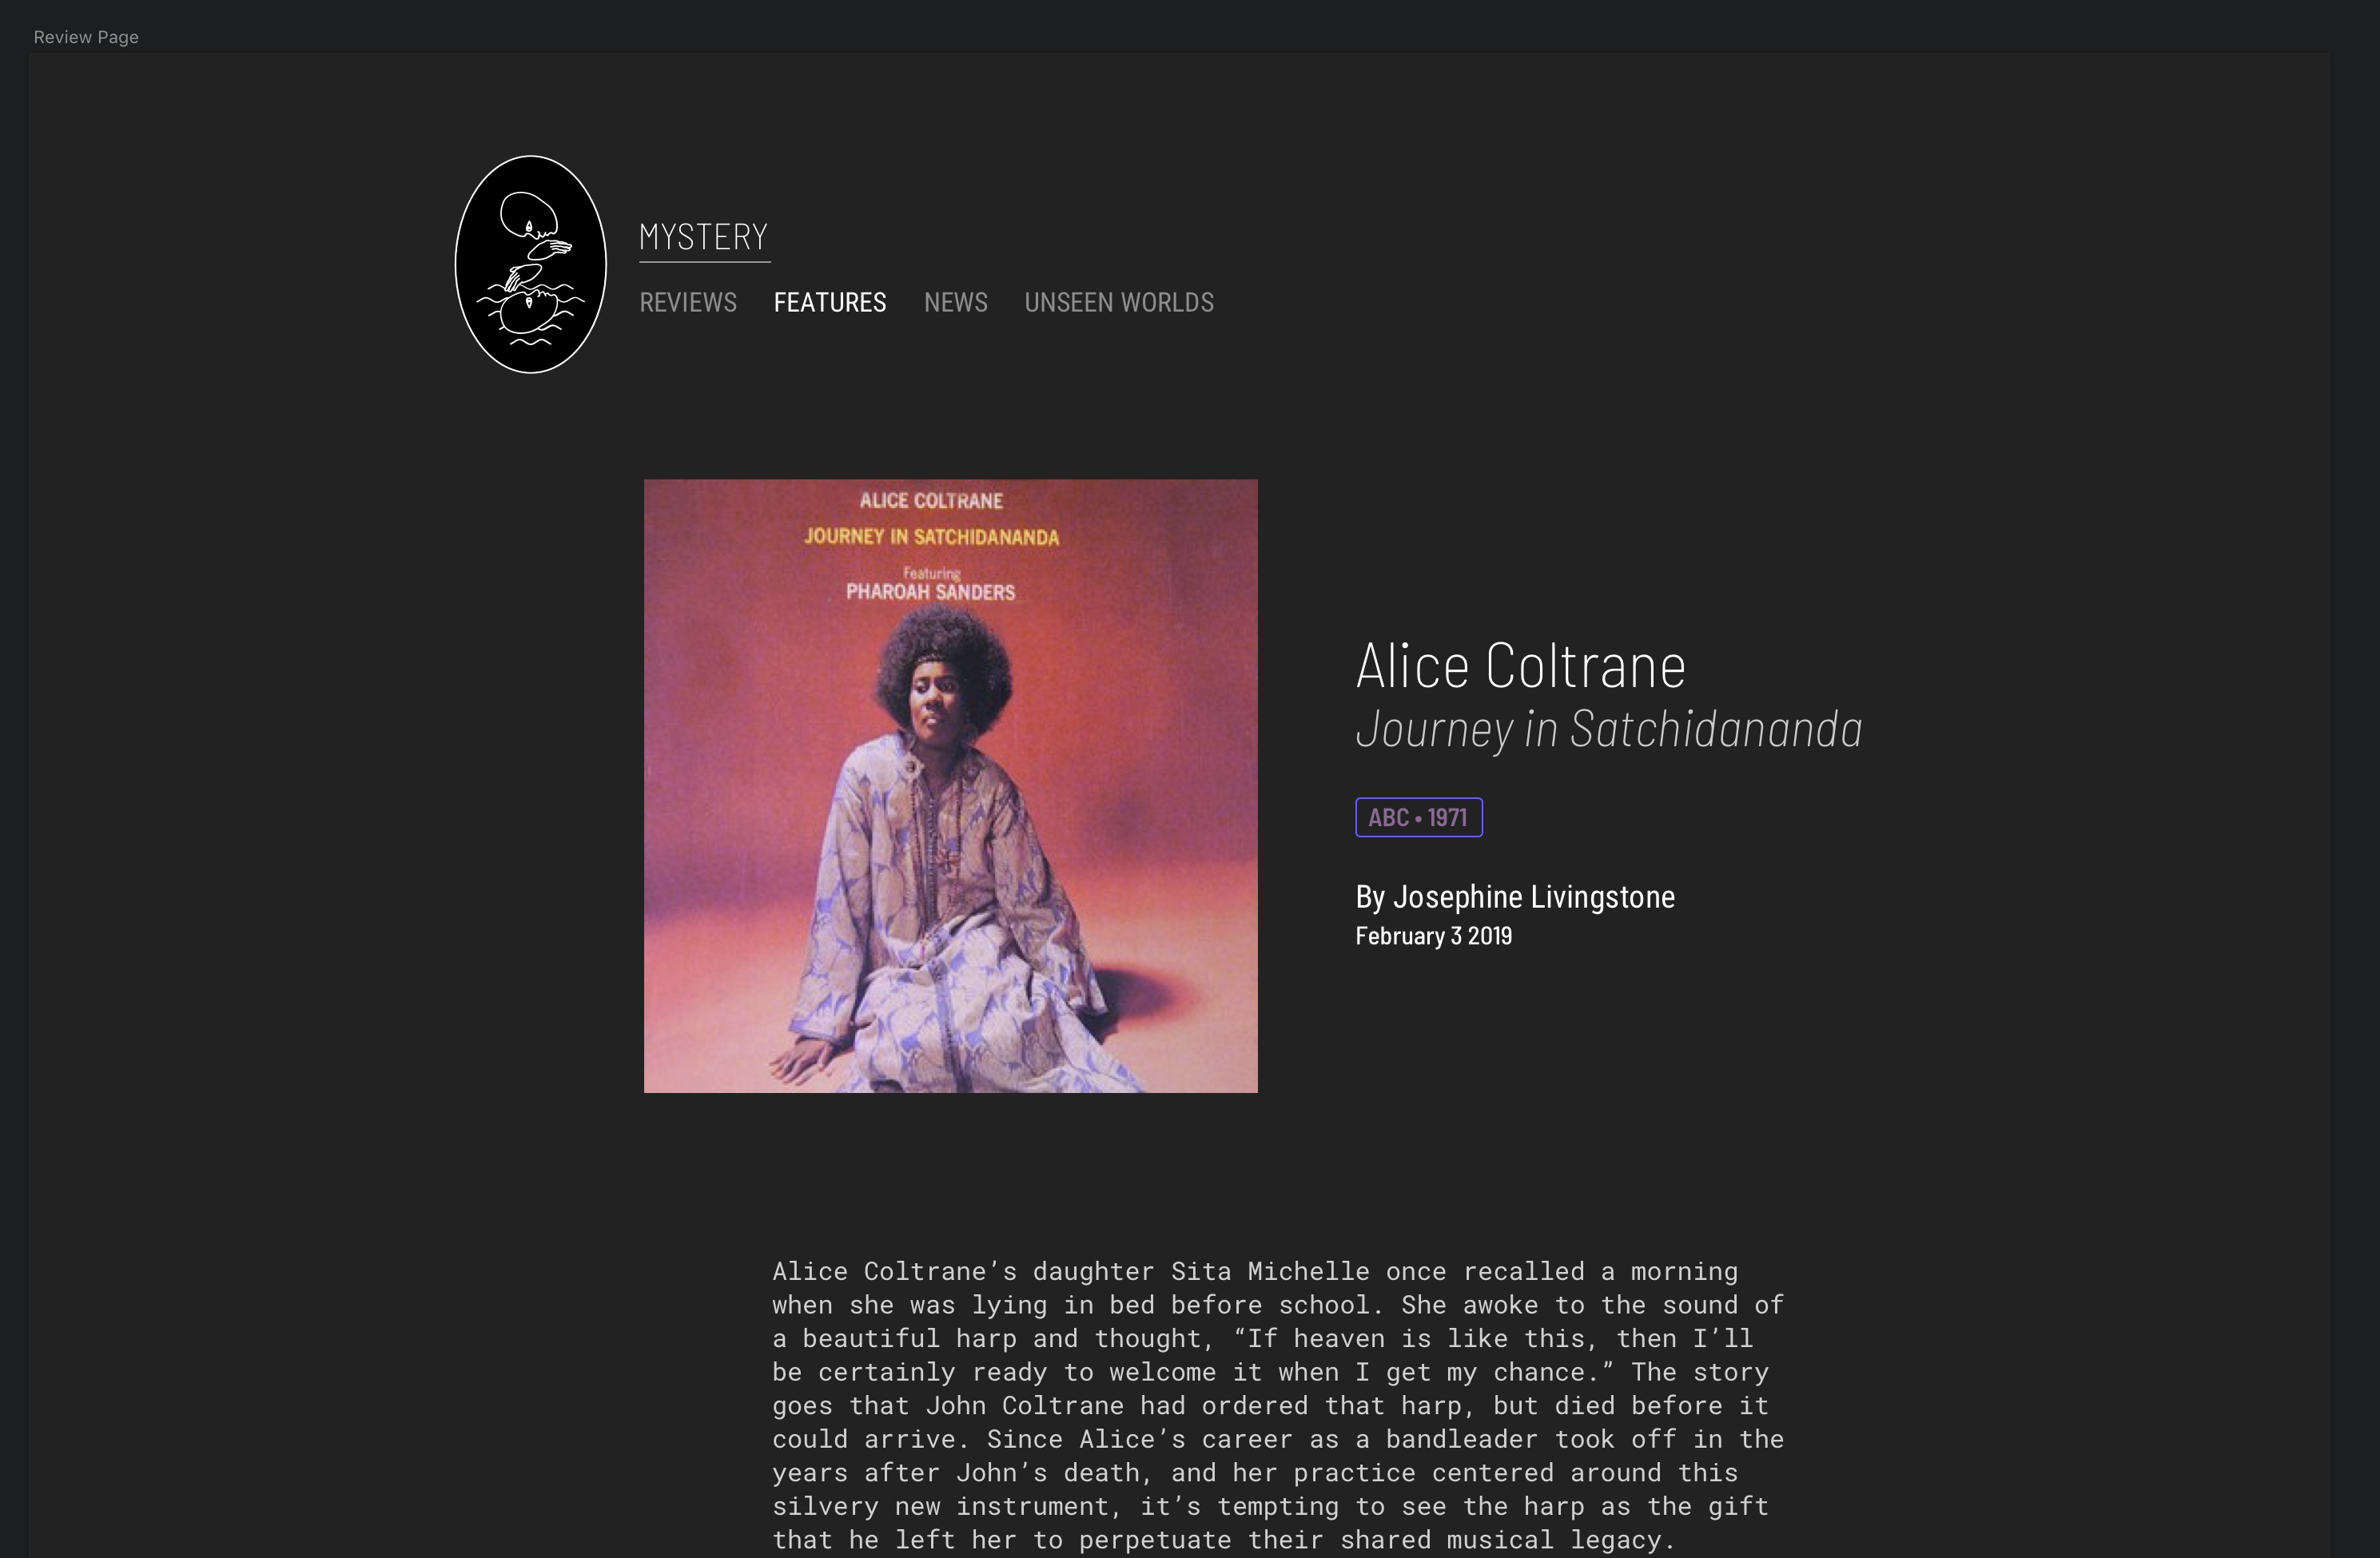 Review Page
MYSTERY
REVIEWS FEATURES NEWS UNSEEN WORLDS
ALICE COLTRANE
JOURNEY IN SATCHIDANANDA
Featuring
PHAROAH SANDERS
Alice Coltrane
Journey in Satchidananda
ABC • 1971
By Josephine Livingstone
February 3 2019
Alice Coltrane’s daughter Sita Michelle once recalled a morning
when she was lying in bed before school. She awoke to the sound of
a beautiful harp and thought, “If heaven is like this, then I’ll
be certainly ready to welcome it when I get my chance.” The story
goes that John Coltrane had ordered that harp, but died before it
could arrive. Since Alice’s career as a bandleader took off in the
years after John’s death, and her practice centered around this
silvery new instrument, it’s tempting to see the harp as the gift
that he left her to perpetuate their shared musical legacy.